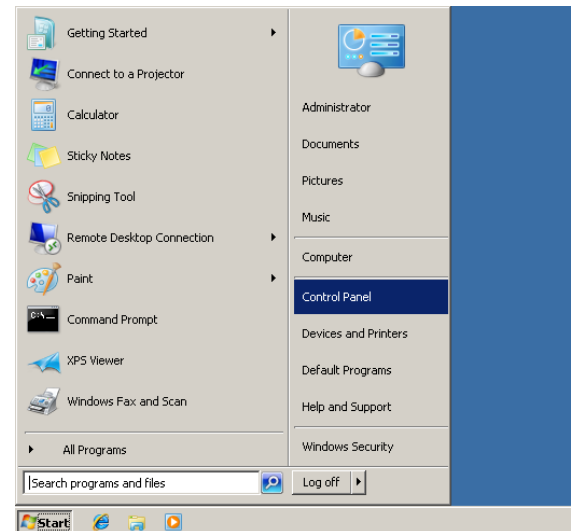 Getting Started
Connect to a Projector
Calculator
Sticky Notes
Snipping Tool
Remote Desktop Connection
Paint
Command Prompt
XPS Viewer
Windows Fax and Scan
All Programs
Search programs and files
Administrator
Documents
Pictures
Music
Computer
Control Panel
Devices and Printers
Default Programs
Help and Support
Windows Security
Log off
Start